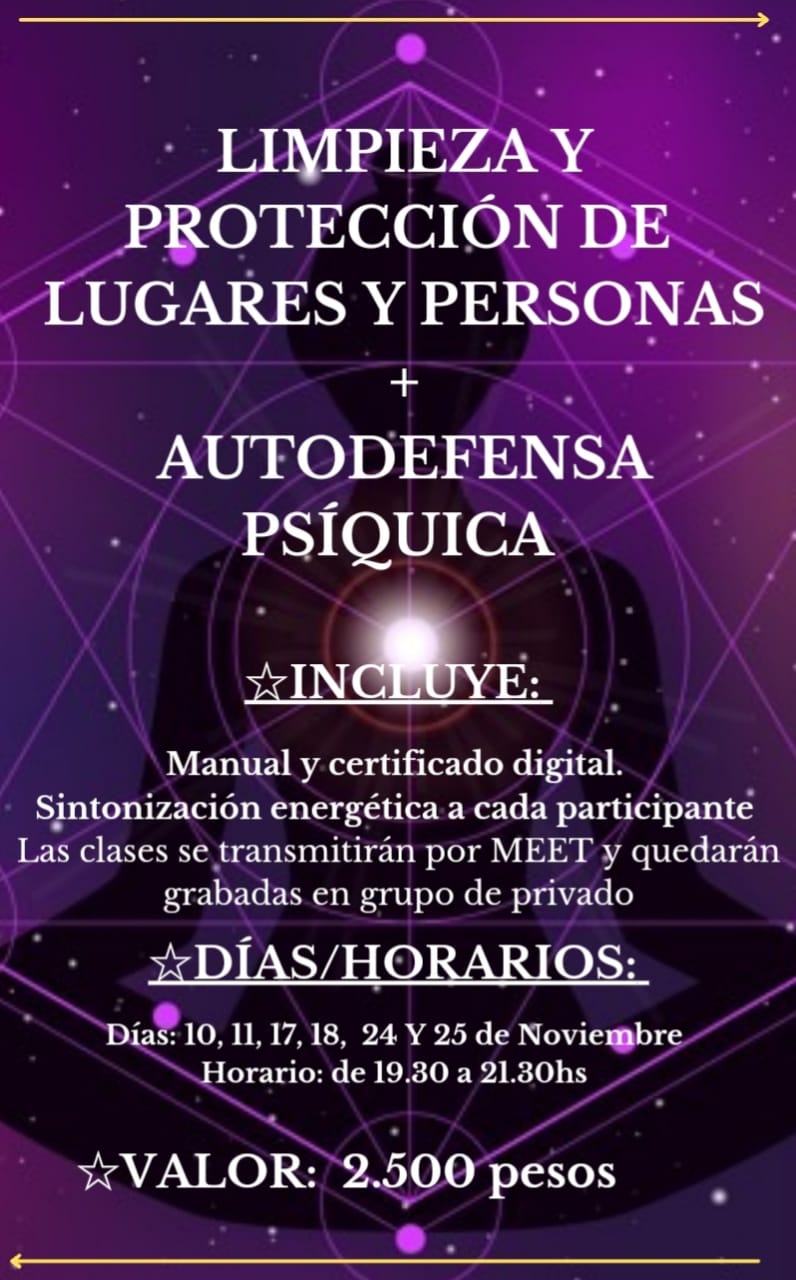 LIMPIEZA Y
PROTECCIÓN DE
LUGARES Y PERSONAS
+
AUTODEFENSA
PSÍQUICA
☆INCLUYE:
Manual y certificado digital.
Sintonización energética a cada participante
Las clases se transmitirán por MEET y quedarán
grabadas en grupo de privado
☆DÍAS/HORARIOS:
Días: 10, 11, 17, 18, 24 Y 25 de Noviembre
Horario: de 19.30 a 21.30hs
☆VALOR: 2.500 pesos